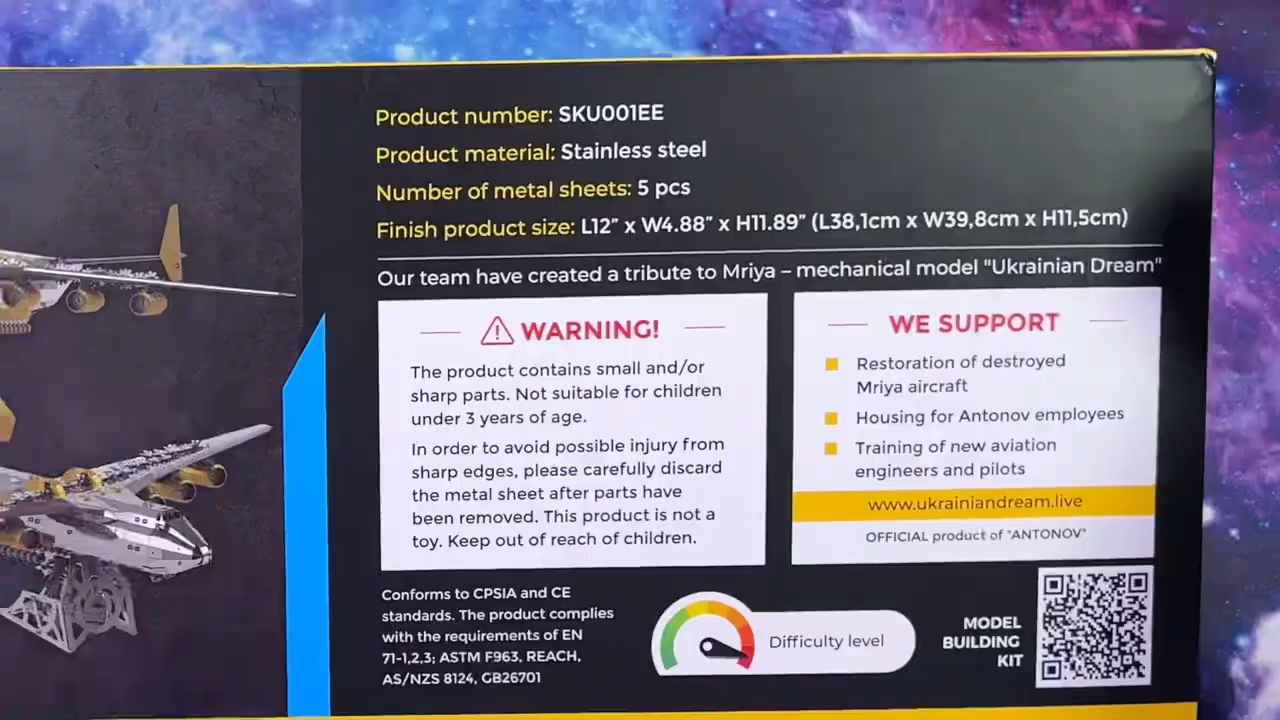 Product number: SKU001EE
Product material: Stainless steel
Number of metal sheets: 5 pcs
Finish product size: L12” x W4.88” x H11.89” (L38,1cm x W39,8cm x H11,5cm)
Our team have created a tribute to Mriya – mechanical model "Ukrainian Dream"
WARNING!
The product contains small and/or
sharp parts. Not suitable for children
under 3 years of age.
In order to avoid possible injury from
sharp edges, please carefully discard
the metal sheet after parts have
been removed. This product is not a
toy. Keep out of reach of children.
WE SUPPORT
Restoration of destroyed
Mriya aircraft
Housing for Antonov employees
Training of new aviation
engineers and pilots
www.ukrainiandream.live
OFFICIAL product of "ANTONOV"
Conforms to CPSIA and CE
standards. The product complies
with the requirements of EN
71-1,2,3; ASTM F963, REACH,
AS/NZS 8124, GB26701
Difficulty level
MODEL
BUILDING
KIT